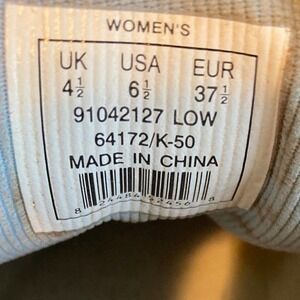 WOMEN'S
UK USA EUR
4½ 6½ 37½
91042127 LOW
64172/K-50
MADE IN CHINA